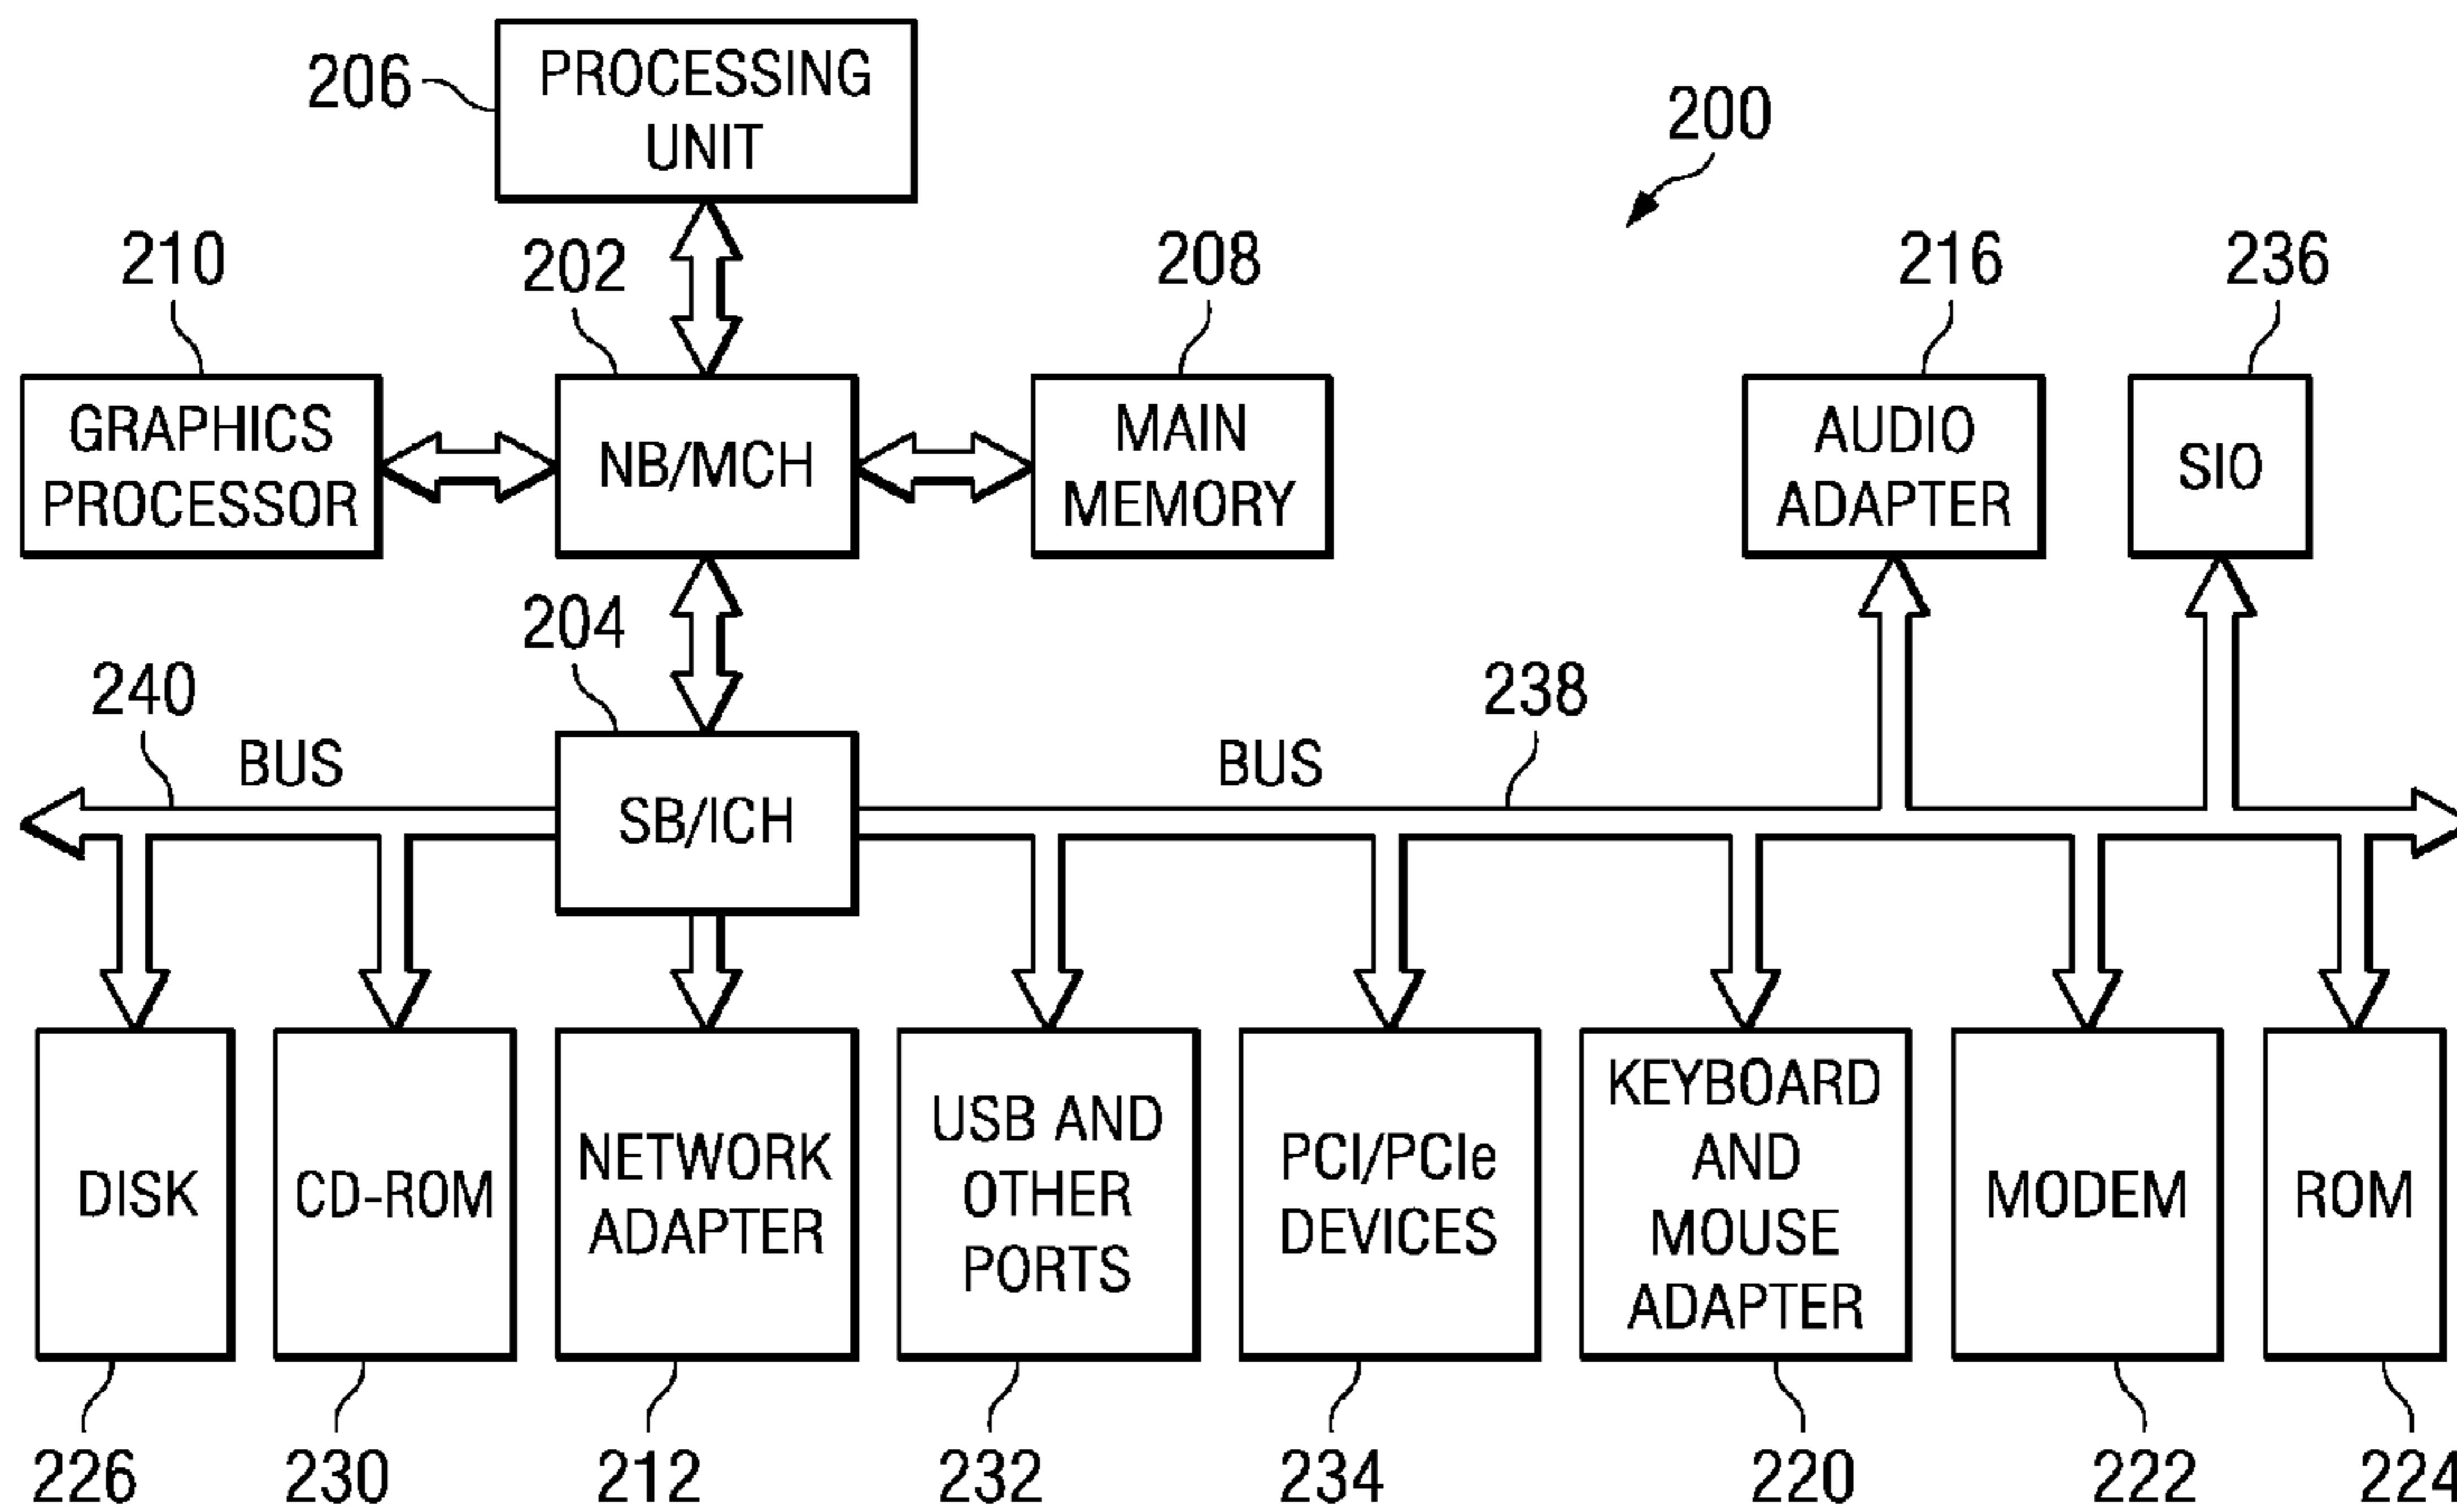 PROCESSING
UNIT
206
200
210
202
208
216
236
GRAPHICS
PROCESSOR
NB/MCH
MAIN
MEMORY
AUDIO
ADAPTER
SIO
204
240
238
BUS
BUS
SB/ICH
DISK
CD-ROM
NETWORK
ADAPTER
USB AND
OTHER
PORTS
PCI/PCIe
DEVICES
KEYBOARD
AND
MOUSE
ADAPTER
MODEM
ROM
226
230
212
232
234
220
222
224